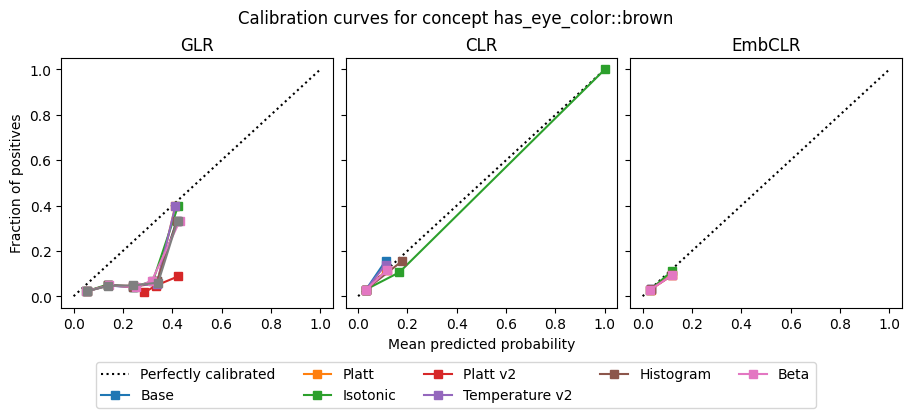 Calibration curves for concept has_eye_color::brown
GLR CLR EmbCLR
1.0
0.8
0.6
0.4
0.2
0.0
Fraction of positives
0.0 0.2 0.4 0.6 0.8 1.0 0.0 0.2 0.4 0.6 0.8 1.0 0.0 0.2 0.4 0.6 0.8 1.0
Mean predicted probability
Perfectly calibrated Platt Platt v2 Histogram Beta
Base Isotonic Temperature v2